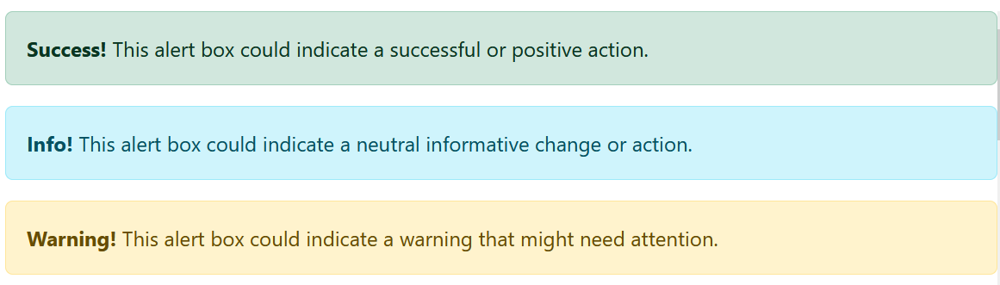 Success! This alert box could indicate a successful or positive action.
Info! This alert box could indicate a neutral informative change or action.
Warning! This alert box could indicate a warning that might need attention.